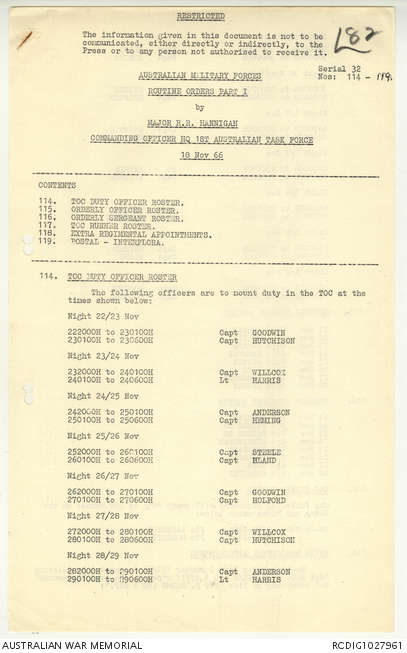 RESTRICTED
The information given in this document is not to be
communicated, either directly or indirectly, to the
Press or to any person not authorised to receive it.
L82
Serial 32
Nos: 114 - 119.
AUSTRALIAN MILITARY FORCES
ROUTINE ORDERS PART I
by
MAJOR R.R. HANNIGAN
COMMANDING OFFICER HQ 1ST AUSTRALIAN TASK FORCE
18 Nov 66
CONTENTS
114. TOC DUTY OFFICER ROSTER.
115. ORDERLY OFFICER ROSTER.
116. ORDERLY SERGEANT ROSTER.
117. TOC RUNNER ROSTER.
118. EXTRA REGIMENTAL APPOINTMENTS.
119. POSTAL - INTERFLORA.
114. TOC DUTY OFFICER ROSTER
The following officers are to mount duty in the TOC at the
times shown below:
Night 22/23 Nov
222000H to 230100H Capt GOODWIN
230100H to 230600H Capt HUTCHISON
Night 23/24 Nov
232000H to 240100H Capt WILLCOX
240100H to 240600H Lt HARRIS
Night 24/25 Nov
242000H to 250100H Capt ANDERSON
250100H to 250600H Capt HEMING
Night 25/26 Nov
252000H to 260100H Capt STEELE
260100H to 260600H Capt BLAND
Night 26/27 Nov
262000H to 270100H Capt GOODWIN
270100H to 270600H Capt HOLFORD
Night 27/28 Nov
272000H to 280100H Capt WILLCOX
280100H to 280600H Capt HUTCHISON
Night 28/29 Nov
282000H to 290100H Capt ANDERSON
290100H to 290600H Lt HARRIS
AUSTRALIAN WAR MEMORIAL
RCDIG1027961